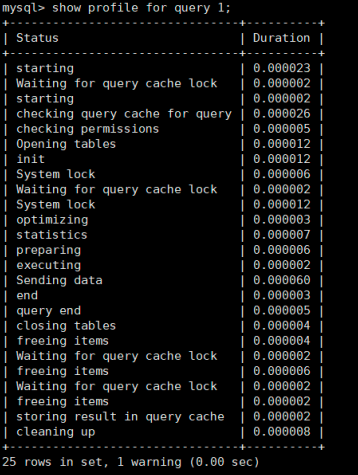 mysql> show profile for query 1;
+--------------------------------+----------+
| Status                         | Duration |
+--------------------------------+----------+
| starting                       | 0.000023 |
| Waiting for query cache lock   | 0.000002 |
| starting                       | 0.000002 |
| checking query cache for query | 0.000026 |
| checking permissions           | 0.000005 |
| Opening tables                 | 0.000012 |
| init                           | 0.000012 |
| System lock                    | 0.000006 |
| Waiting for query cache lock   | 0.000002 |
| System lock                    | 0.000012 |
| optimizing                     | 0.000003 |
| statistics                     | 0.000007 |
| preparing                      | 0.000006 |
| executing                      | 0.000002 |
| Sending data                   | 0.000060 |
| end                            | 0.000003 |
| query end                      | 0.000005 |
| closing tables                 | 0.000004 |
| freeing items                  | 0.000004 |
| Waiting for query cache lock   | 0.000002 |
| freeing items                  | 0.000006 |
| Waiting for query cache lock   | 0.000002 |
| freeing items                  | 0.000002 |
| storing result in query cache  | 0.000002 |
| cleaning up                    | 0.000008 |
+--------------------------------+----------+
25 rows in set, 1 warning (0.00 sec)